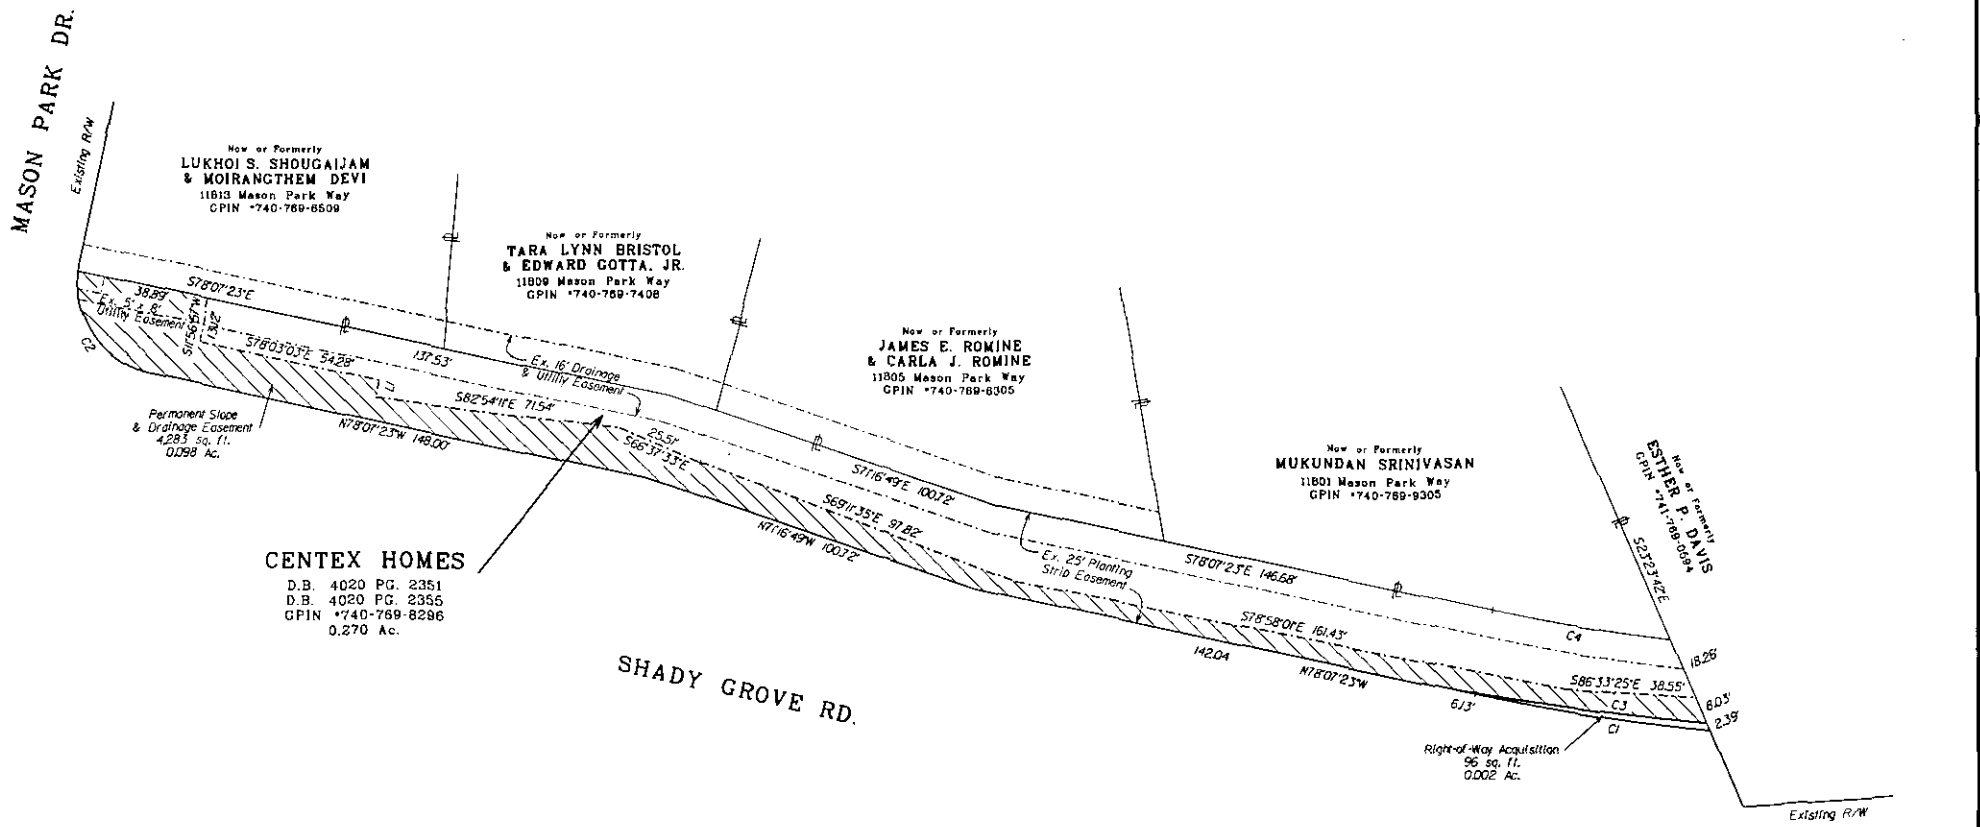 MASON PARK DR.
Existing R/W
Now or Formerly
LUKHOI S. SHOUGAIJAM
& MOIRANGTHEM DEVI
11813 Mason Park Way
GPIN *740-769-6509
Now or Formerly
TARA LYNN BRISTOL
& EDWARD GOTTA, JR.
11809 Mason Park Way
GPIN *740-769-7408
Now or Formerly
JAMES E. ROMINE
& CARLA J. ROMINE
11805 Mason Park Way
GPIN *740-769-8305
Now or Formerly
MUKUNDAN SRINIVASAN
11801 Mason Park Way
GPIN *740-769-9305
Now or Formerly
ESTHER P. DAVIS
GPIN *741-769-0594
S23°23'42"E
S78°07'23"E
38.89'
Ex. 5' x 8'
Utility Easement
S11°56'57"W
13.12'
C2
S78°03'03"E 54.28'
137.53'
Ex. 16' Drainage
& Utility Easement
S82°54'11"E 71.54'
25.51'
S66°37'33"E
Permanent Slope
& Drainage Easement
4,283 sq. ft.
0.098 Ac.
N78°07'23"W 148.00'
S71°16'49"E 100.72'
S69°11'35"E 97.82'
N71°16'49"W 100.72'
Ex. 25' Planting
Strip Easement
S78°07'23"E 146.68'
C4
S78°58'01"E 161.43'
142.04
N78°07'23"W
6.13'
S86°33'25"E 38.55'
C3
C1
18.26'
8.03'
2.39'
CENTEX HOMES
D.B. 4020 PG. 2351
D.B. 4020 PG. 2355
GPIN *740-769-8296
0.270 Ac.
SHADY GROVE RD.
Right-of-Way Acquisition
96 sq. ft.
0.002 Ac.
Existing R/W